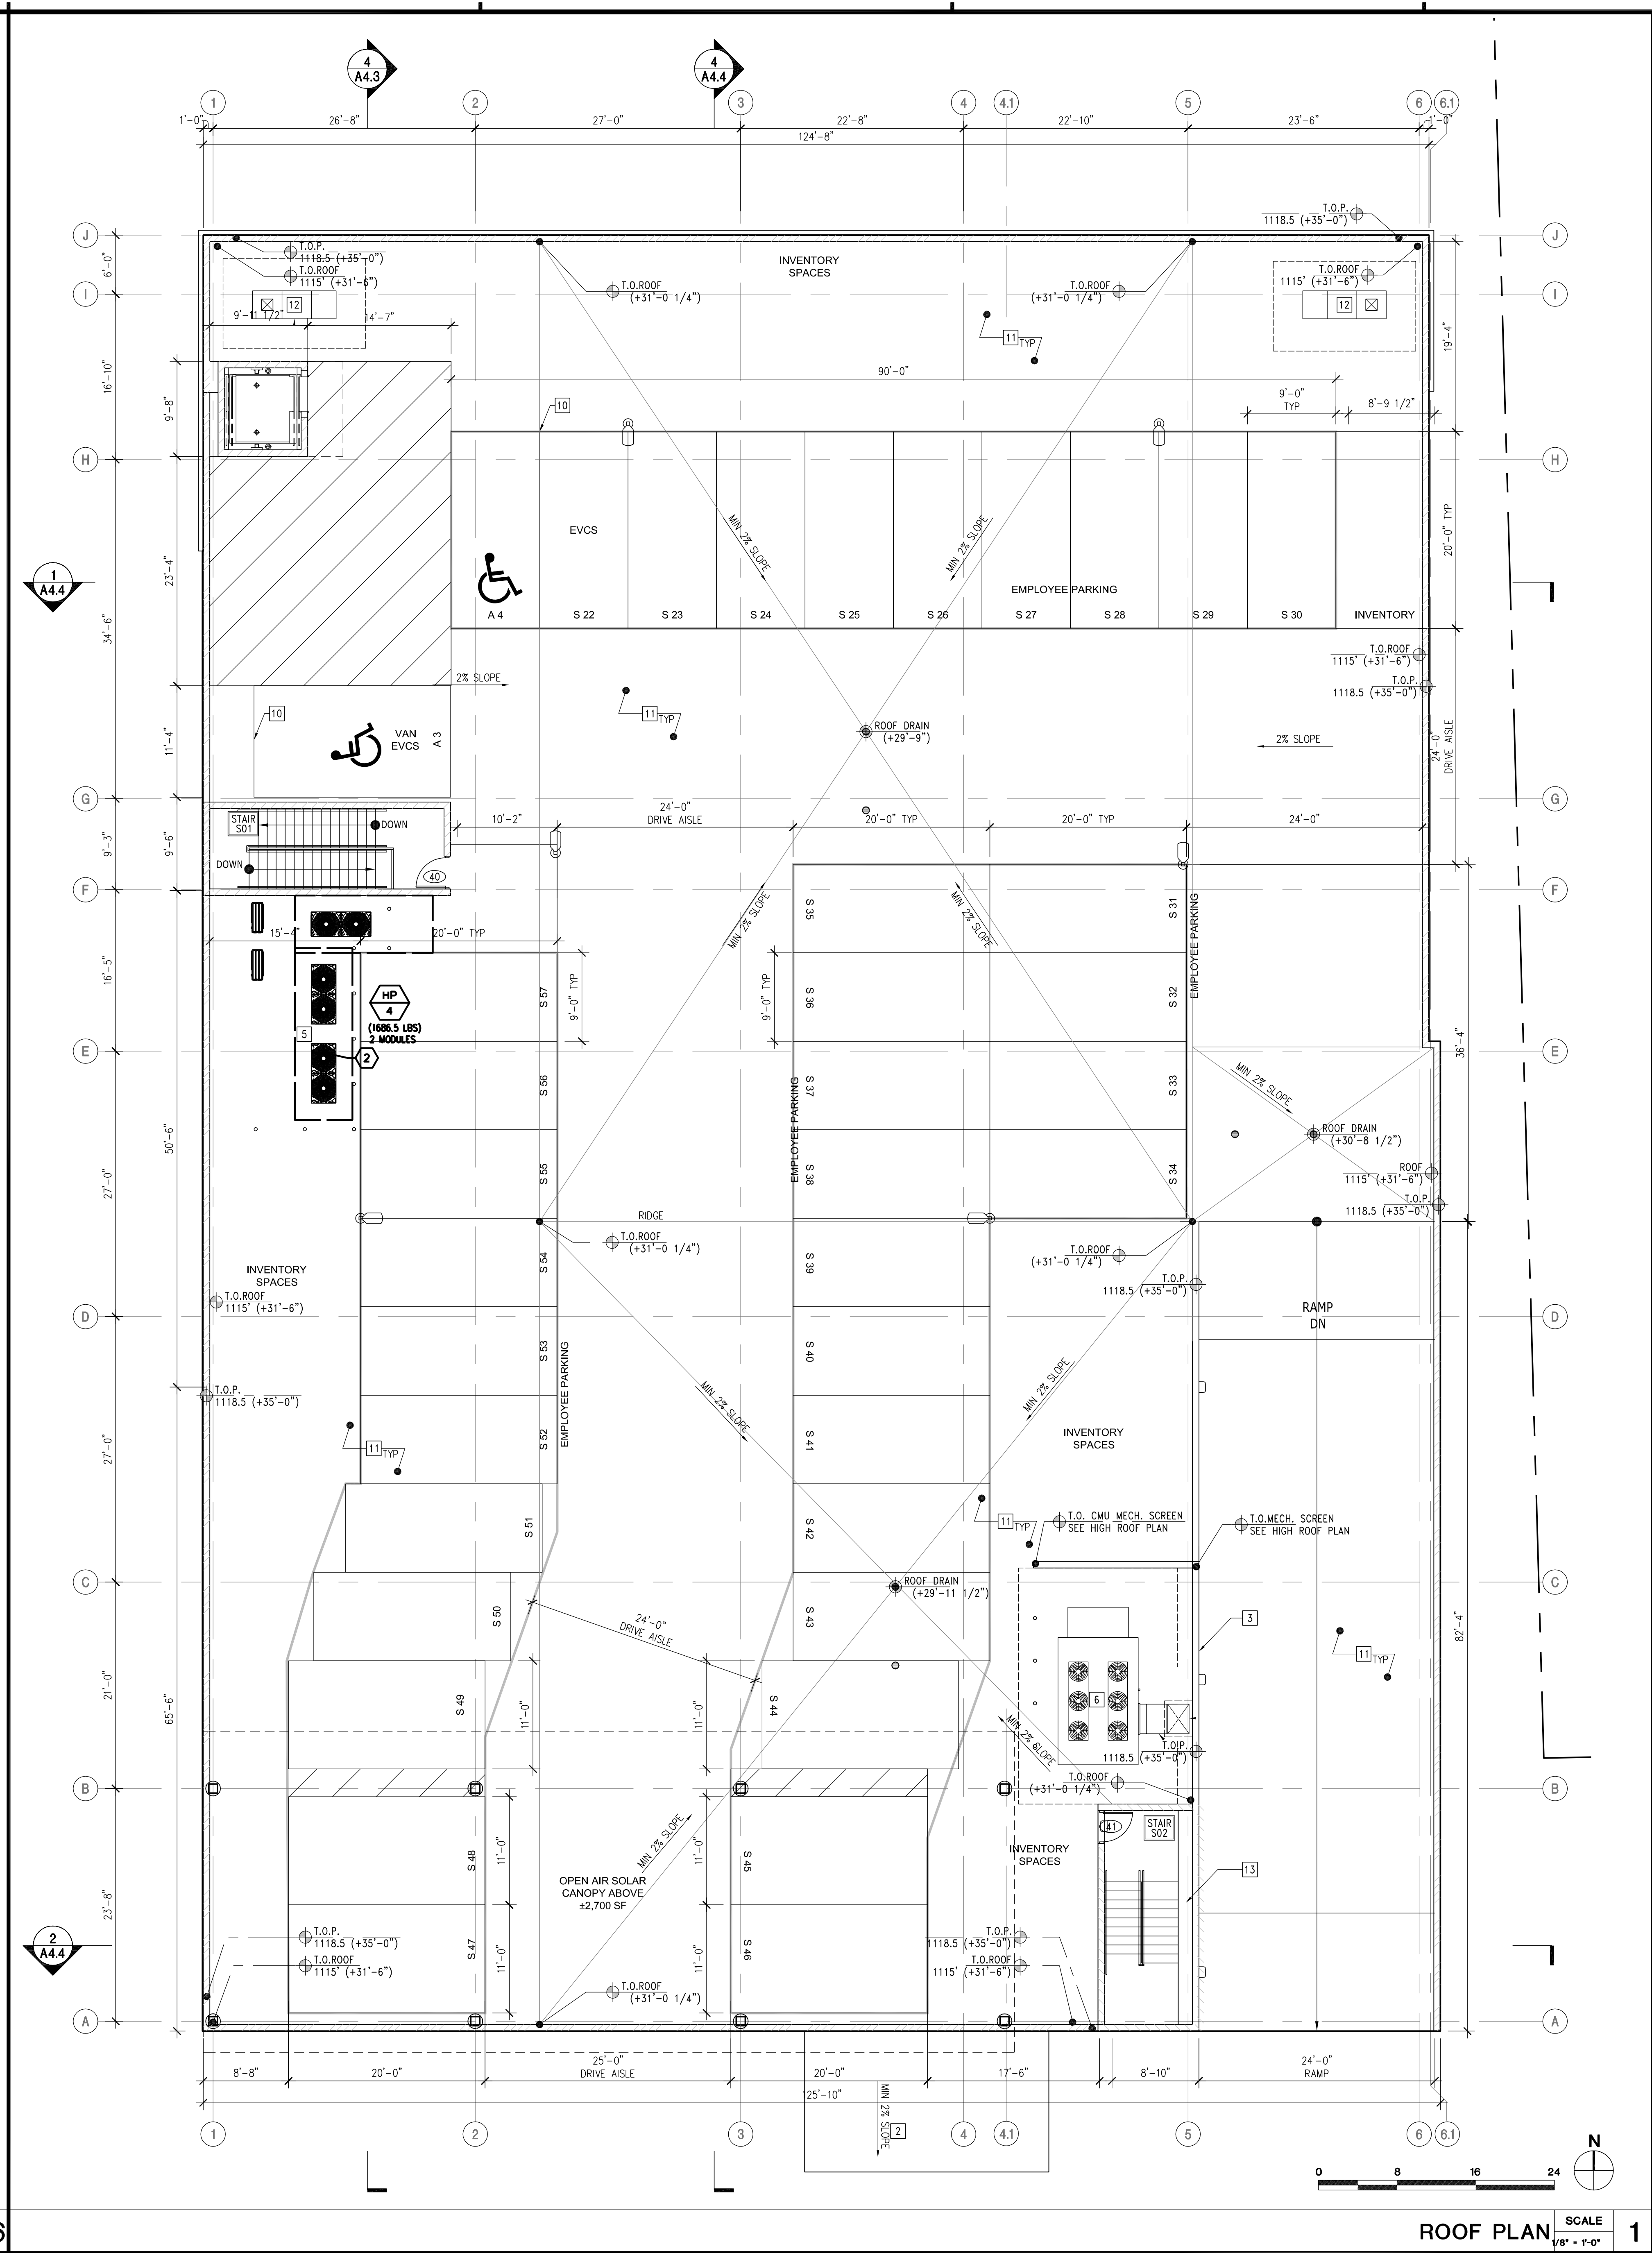 4
A4.3
4
A4.4
1
2
3
4
4.1
5
6
6.1
1'-0"
26'-8"
27'-0"
22'-8"
22'-10"
23'-6"
1'-0"
124'-8"
T.O.P.
1118.5 (+35'-0")
J
J
T.O.P.
1118.5 (+35'-0")
T.O.ROOF
1115' (+31'-6")
INVENTORY
SPACES
T.O.ROOF
(+31'-0 1/4")
T.O.ROOF
(+31'-0 1/4")
T.O.ROOF
1115' (+31'-6")
6'-0"
I
I
12
12
9'-11 1/2"
14'-7"
11
TYP
19'-4"
16'-10"
90'-0"
9'-8"
10
9'-0"
TYP
8'-9 1/2"
H
H
EVCS
MIN 2% SLOPE
MIN 2% SLOPE
20'-0" TYP
1
A4.4
23'-4"
34'-6"
EMPLOYEE PARKING
A 4
S 22
S 23
S 24
S 25
S 26
S 27
S 28
S 29
S 30
INVENTORY
T.O.ROOF
1115' (+31'-6")
2% SLOPE
T.O.P.
1118.5 (+35'-0")
10
11
TYP
VAN
EVCS
A 3
11'-4"
ROOF DRAIN
(+29'-9")
2% SLOPE
24'-0"
DRIVE AISLE
G
G
STAIR
S01
DOWN
10'-2"
24'-0"
DRIVE AISLE
20'-0" TYP
20'-0" TYP
24'-0"
9'-3"
9'-6"
DOWN
40
F
F
S 35
S 31
MIN 2% SLOPE
MIN 2% SLOPE
EMPLOYEE PARKING
15'-4"
20'-0" TYP
16'-5"
9'-0" TYP
9'-0" TYP
HP
4
(1686.5 LBS)
2 MODULES
5
2
S 57
S 36
S 32
E
E
36'-4"
S 56
S 37
S 33
EMPLOYEE PARKING
MIN 2% SLOPE
50'-6"
ROOF DRAIN
(+30'-8 1/2")
S 55
S 38
S 34
27'-0"
ROOF
1115' (+31'-6")
T.O.P.
1118.5 (+35'-0")
RIDGE
T.O.ROOF
(+31'-0 1/4")
T.O.ROOF
(+31'-0 1/4")
S 54
S 39
INVENTORY
SPACES
T.O.P.
1118.5 (+35'-0")
T.O.ROOF
1115' (+31'-6")
RAMP
DN
D
D
S 53
S 40
EMPLOYEE PARKING
T.O.P.
1118.5 (+35'-0")
MIN 2% SLOPE
MIN 2% SLOPE
27'-0"
11
TYP
S 52
S 41
INVENTORY
SPACES
S 51
S 42
11
TYP
T.O. CMU MECH. SCREEN
SEE HIGH ROOF PLAN
T.O.MECH. SCREEN
SEE HIGH ROOF PLAN
C
C
ROOF DRAIN
(+29'-11 1/2")
S 50
S 43
24'-0"
DRIVE AISLE
3
82'-4"
11
TYP
21'-0"
65'-6"
S 49
S 44
11'-0"
11'-0"
6
MIN 2% SLOPE
T.O.P.
1118.5 (+35'-0")
T.O.ROOF
(+31'-0 1/4")
B
B
41
STAIR
S02
MIN 2% SLOPE
S 48
11'-0"
11'-0"
S 45
INVENTORY
SPACES
13
OPEN AIR SOLAR
CANOPY ABOVE
±2,700 SF
23'-8"
2
A4.4
T.O.P.
1118.5 (+35'-0")
T.O.ROOF
1115' (+31'-6")
S 47
11'-0"
11'-0"
S 46
T.O.P.
1118.5 (+35'-0")
T.O.ROOF
1115' (+31'-6")
T.O.ROOF
(+31'-0 1/4")
A
A
8'-8"
20'-0"
25'-0"
DRIVE AISLE
20'-0"
17'-6"
8'-10"
24'-0"
RAMP
125'-10"
MIN 2% SLOPE
2
1
2
3
4
4.1
5
6
6.1
N
0
8
16
24
ROOF PLAN
SCALE
1/8" = 1'-0"
1